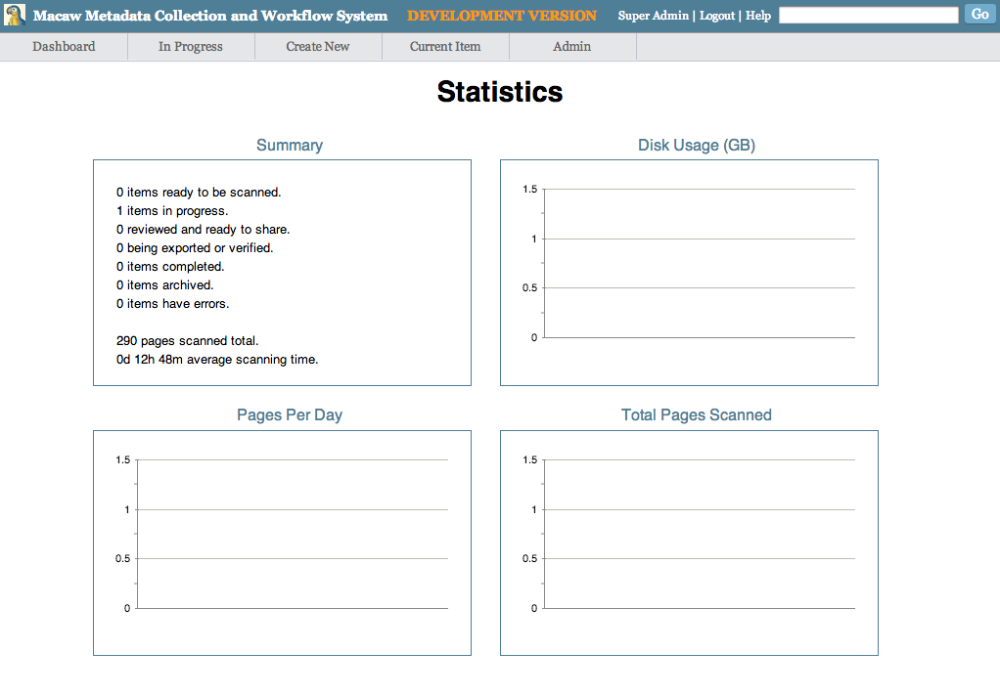 Macaw Metadata Collection and Workflow System DEVELOPMENT VERSION Super Admin | Logout | Help Go
Dashboard In Progress Create New Current Item Admin
Statistics
Summary
0 items ready to be scanned.
1 items in progress.
0 reviewed and ready to share.
0 being exported or verified.
0 items completed.
0 items archived.
0 items have errors.
290 pages scanned total.
0d 12h 48m average scanning time.
Disk Usage (GB)
1.5
1
0.5
0
Pages Per Day
1.5
1
0.5
0
Total Pages Scanned
1.5
1
0.5
0